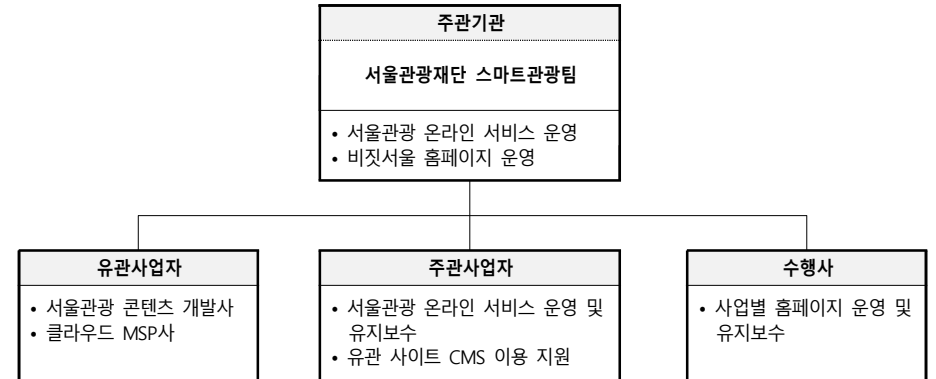 주관기관
서울관광재단 스마트관광팀
• 서울관광 온라인 서비스 운영
• 비짓서울 홈페이지 운영
유관사업자
• 서울관광 콘텐츠 개발사
• 클라우드 MSP사
주관사업자
• 서울관광 온라인 서비스 운영 및
유지보수
• 유관 사이트 CMS 이용 지원
수행사
• 사업별 홈페이지 운영 및
유지보수